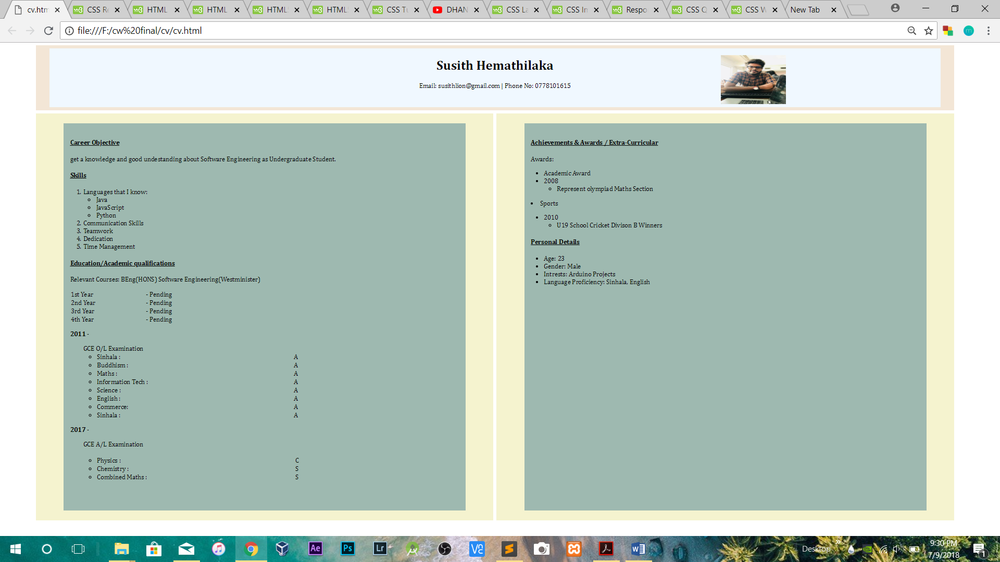 cv.htm
CSS Re
HTML
HTML
HTML
HTML
CSS Tu
DHAN
CSS La
CSS Im
Respo
CSS Q
CSS W
New Tab
file:///F:/cw%20final/cv/cv.html
Susith Hemathilaka
Email: susithlion@gmail.com | Phone No: 0778101615
Career Objective
get a knowledge and good undestanding about Software Engineering as Undergraduate Student.
Skills
1. Languages that I know:
Java
JavaScript
Python
2. Communication Skills
3. Teamwork
4. Dedication
5. Time Management
Education/Academic qualifications
Relevant Courses: BEng(HONS) Software Engineering(Westminister)
1st Year - Pending
2nd Year - Pending
3rd Year - Pending
4th Year - Pending
2011 -
GCE O/L Examination
Sinhala : A
Buddhism : A
Maths : A
Information Tech : A
Science : A
English : A
Commerce: A
Sinhala : A
2017 -
GCE A/L Examination
Physics : C
Chemistry : S
Combined Maths : S
Achievements & Awards / Extra-Curricular
Awards:
Academic Award
2008
Represent olympiad Maths Section
Sports
2010
U19 School Cricket Divison B Winners
Personal Details
Age: 23
Gender: Male
Intrests: Arduino Projects
Language Proficiency: Sinhala, English
Ae
Ps
Lr
Desktop
9:30 PM
7/9/2018
1